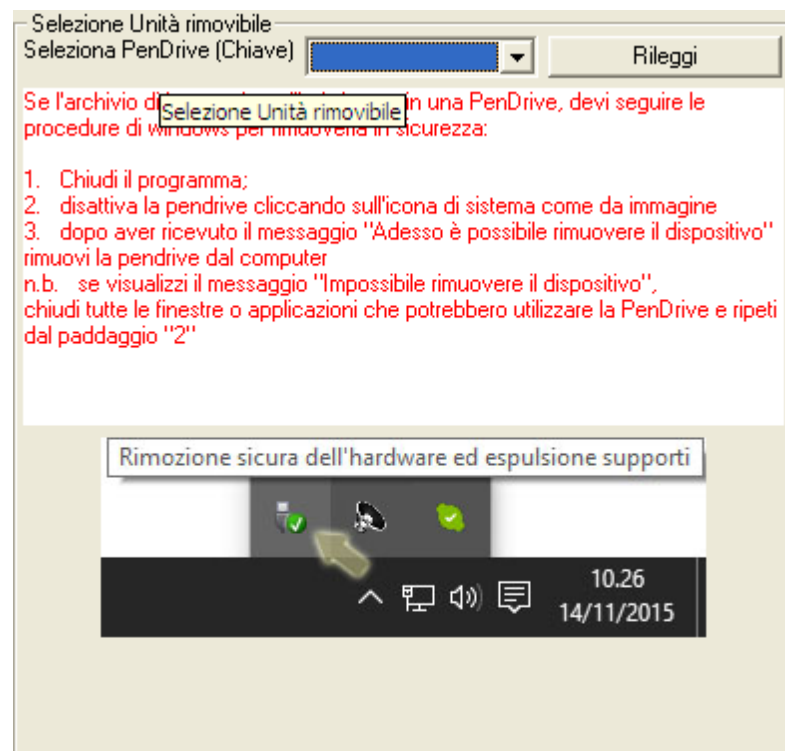 Selezione Unità rimovibile
Seleziona PenDrive (Chiave)
Rileggi
Se l'archivio in una PenDrive, devi seguire le
Selezione Unità rimovibile
procedure di windows per rimuoverla in sicurezza:
1. Chiudi il programma;
2. disattiva la pendrive cliccando sull'icona di sistema come da immagine
3. dopo aver ricevuto il messaggio "Adesso è possibile rimuovere il dispositivo"
rimuovi la pendrive dal computer
n.b. se visualizzi il messaggio "Impossibile rimuovere il dispositivo",
chiudi tutte le finestre o applicazioni che potrebbero utilizzare la PenDrive e ripeti
dal paddaggio "2"
Rimozione sicura dell'hardware ed espulsione supporti
10.26
14/11/2015